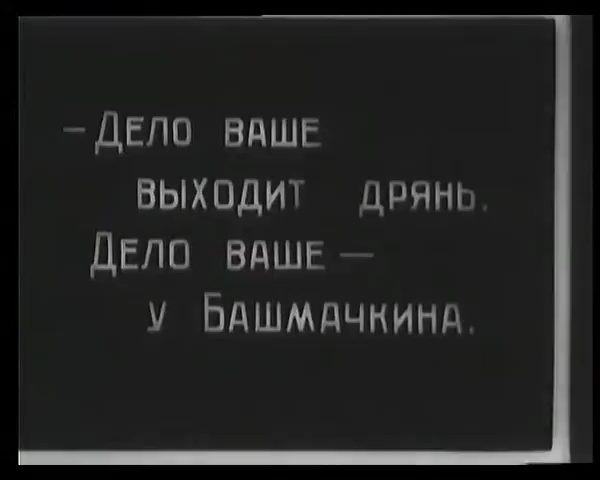 — Дело ваше
выходит дрянь.
Дело ваше —
у Башмачкина.